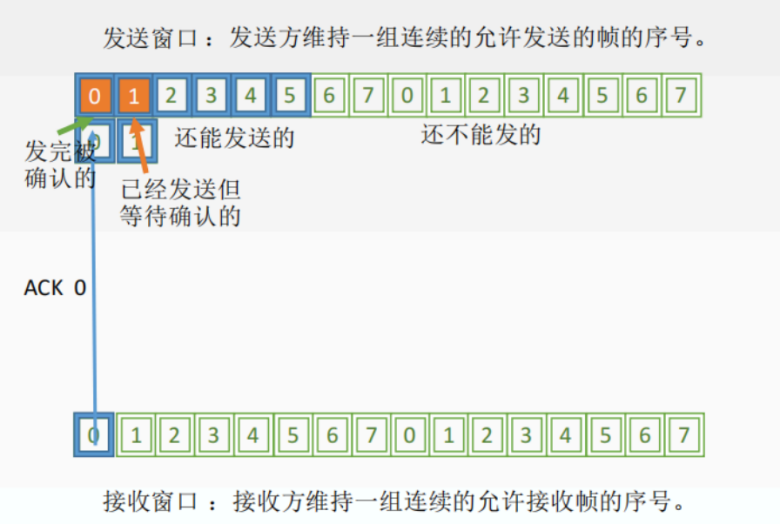 发送窗口：发送方维持一组连续的允许发送的帧的序号。
0 1 2 3 4 5 6 7 0 1 2 3 4 5 6 7
0 1
还能发送的
还不能发的
发完被
确认的
已经发送但
等待确认的
ACK 0
0 1 2 3 4 5 6 7 0 1 2 3 4 5 6 7
接收窗口：接收方维持一组连续的允许接收帧的序号。